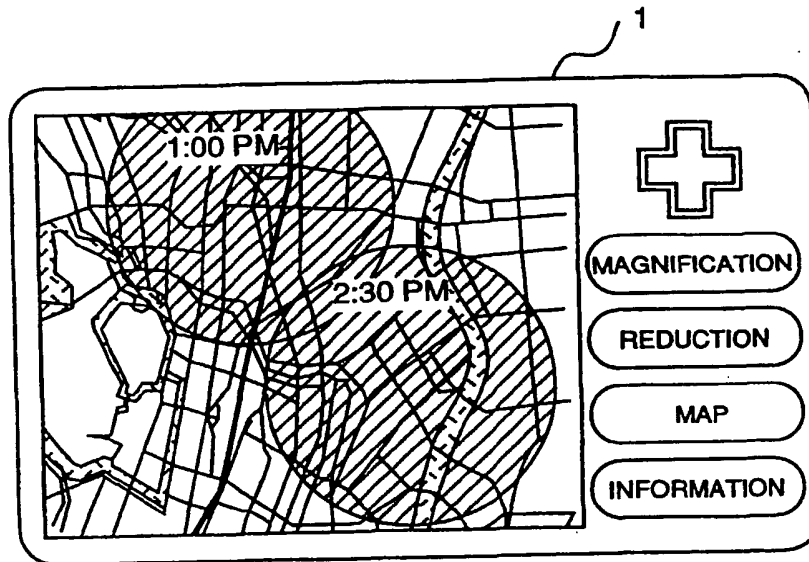 1
1:00 PM
2:30 PM
MAGNIFICATION
REDUCTION
MAP
INFORMATION